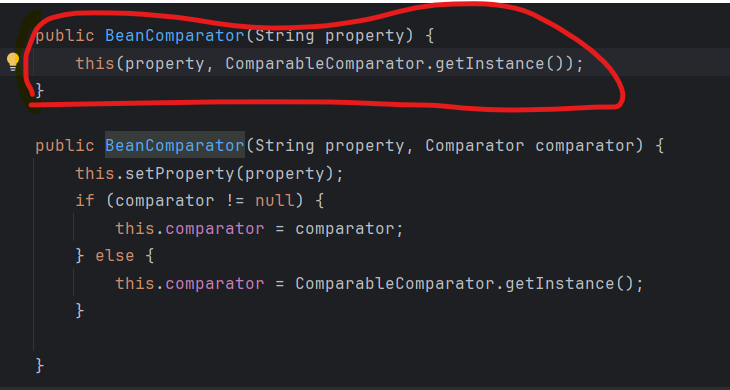 public BeanComparator(String property) {
this(property, ComparableComparator.getInstance());
}
public BeanComparator(String property, Comparator comparator) {
this.setProperty(property);
if (comparator != null) {
this.comparator = comparator;
} else {
this.comparator = ComparableComparator.getInstance();
}
}